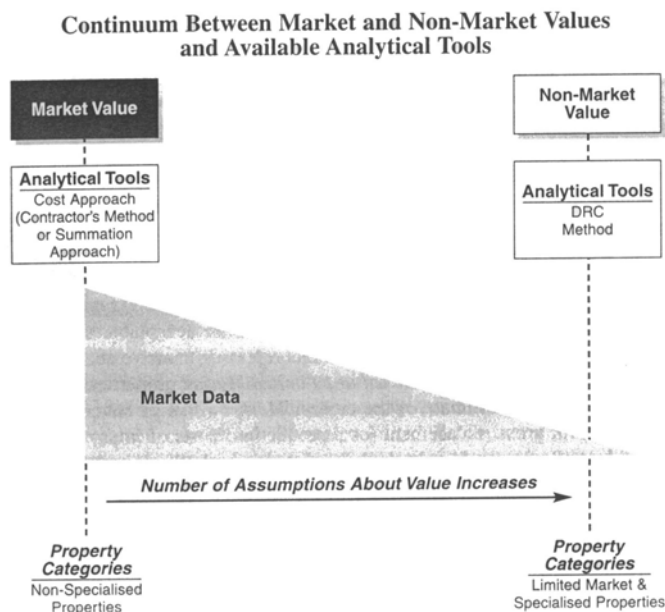 Continuum Between Market and Non-Market Values
and Available Analytical Tools
Market Value
Non-Market
Value
Analytical Tools
Cost Approach
(Contractor's Method
or Summation
Approach)
Analytical Tools
DRC
Method
Market Data
Number of Assumptions About Value Increases
Property
Categories
Non-Specialised
Properties
Property
Categories
Limited Market &
Specialised Properties